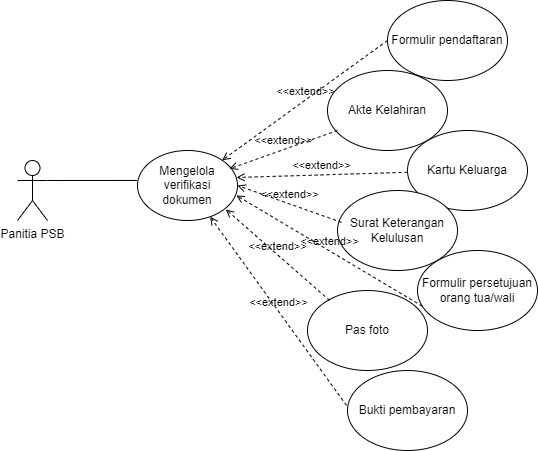 Formulir pendaftaran
<<extend>>
Akte Kelahiran
<<extend>>
Mengelola
verifikasi
dokumen
<<extend>>
Kartu Keluarga
<<extend>>
Surat Keterangan
Kelulusan
Panitia PSB
<<extend>>
<<extend>>
Formulir persetujuan
orang tua/wali
<<extend>>
Pas foto
Bukti pembayaran